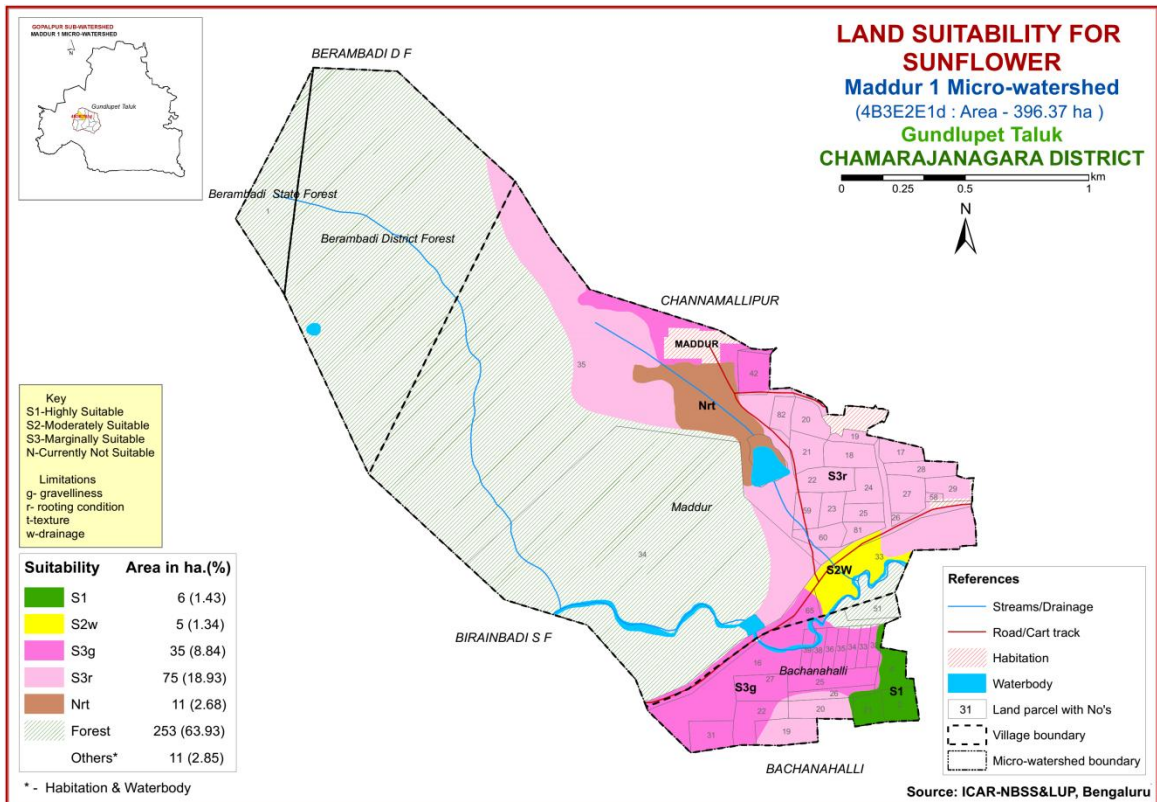 GOPALPUR SUB-WATERSHED
MADDUR 1 MICRO-WATERSHED
N
Gundlupet Taluk
LAND SUITABILITY FOR
SUNFLOWER
Maddur 1 Micro-watershed
(4B3E2E1d : Area - 396.37 ha )
Gundlupet Taluk
CHAMARAJANAGARA DISTRICT
0 0.25 0.5 1 km
N
BERAMBADI D F
Berambadi State Forest
1
Berambadi District Forest
CHANNAMALLIPUR
MADDUR
35
42
Nrt
82
20
19
21
18
17
S3r
28
22
24
27
29
58
59
23
25
26
60
81
Maddur
34
33
S2W
65
51
BIRAINBADI S F
39 38 36 35 34 33
16
Bachanahalli
27
S3g
25
S1
26
22
20
31
19
BACHANAHALLI
Key
S1-Highly Suitable
S2-Moderately Suitable
S3-Marginally Suitable
N-Currently Not Suitable
Limitations
g- gravelliness
r- rooting condition
t-texture
w-drainage
Suitability Area in ha.(%)
S1 6 (1.43)
S2w 5 (1.34)
S3g 35 (8.84)
S3r 75 (18.93)
Nrt 11 (2.68)
Forest 253 (63.93)
Others* 11 (2.85)
* - Habitation & Waterbody
References
Streams/Drainage
Road/Cart track
Habitation
Waterbody
31 Land parcel with No's
Village boundary
Micro-watershed boundary
Source: ICAR-NBSS&LUP, Bengaluru